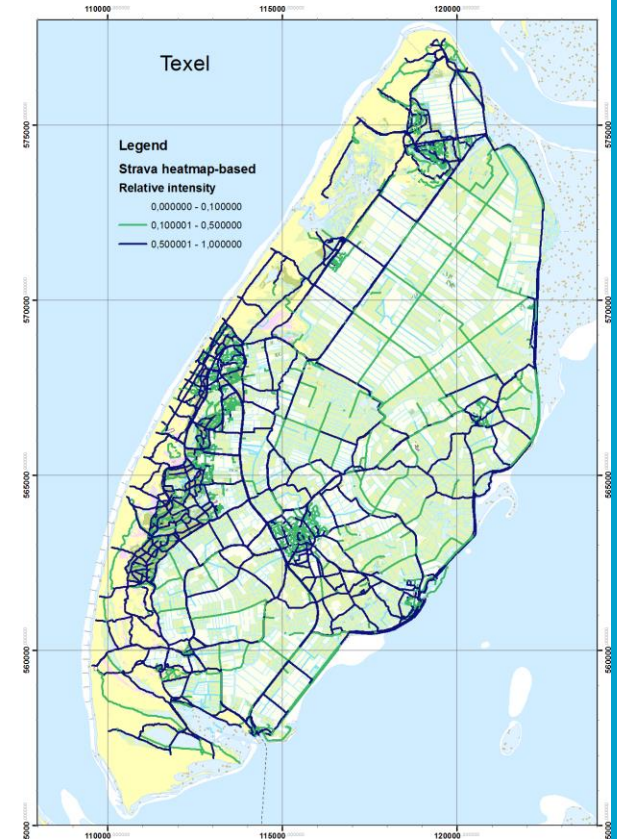 110000 115000 120000
Texel
575000 575000
Legend
Strava heatmap-based
Relative intensity
0,000000 - 0,100000
0,100001 - 0,500000
0,500001 - 1,000000
570000 570000
565000 565000
560000 560000
110000 115000 120000